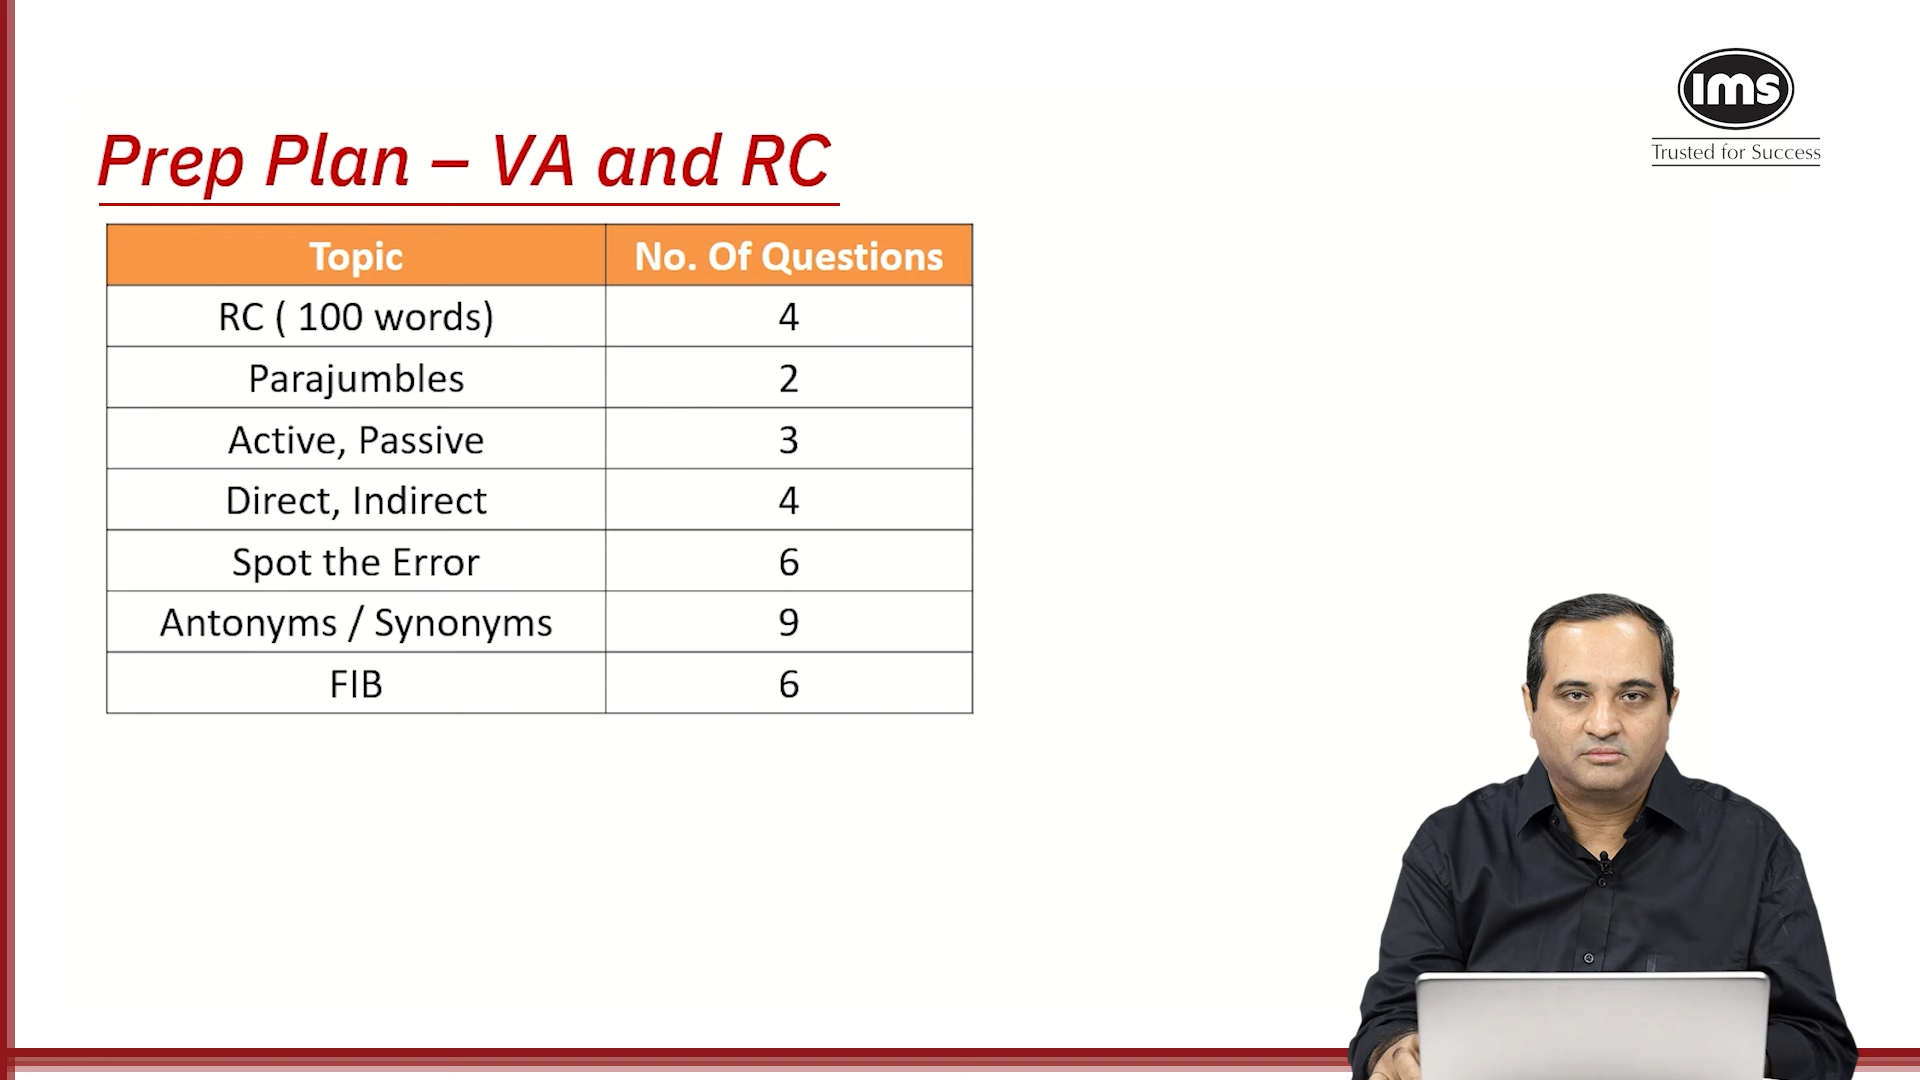 ims
Trusted for Success
Prep Plan – VA and RC
Topic No. Of Questions
RC ( 100 words) 4
Parajumbles 2
Active, Passive 3
Direct, Indirect 4
Spot the Error 6
Antonyms / Synonyms 9
FIB 6